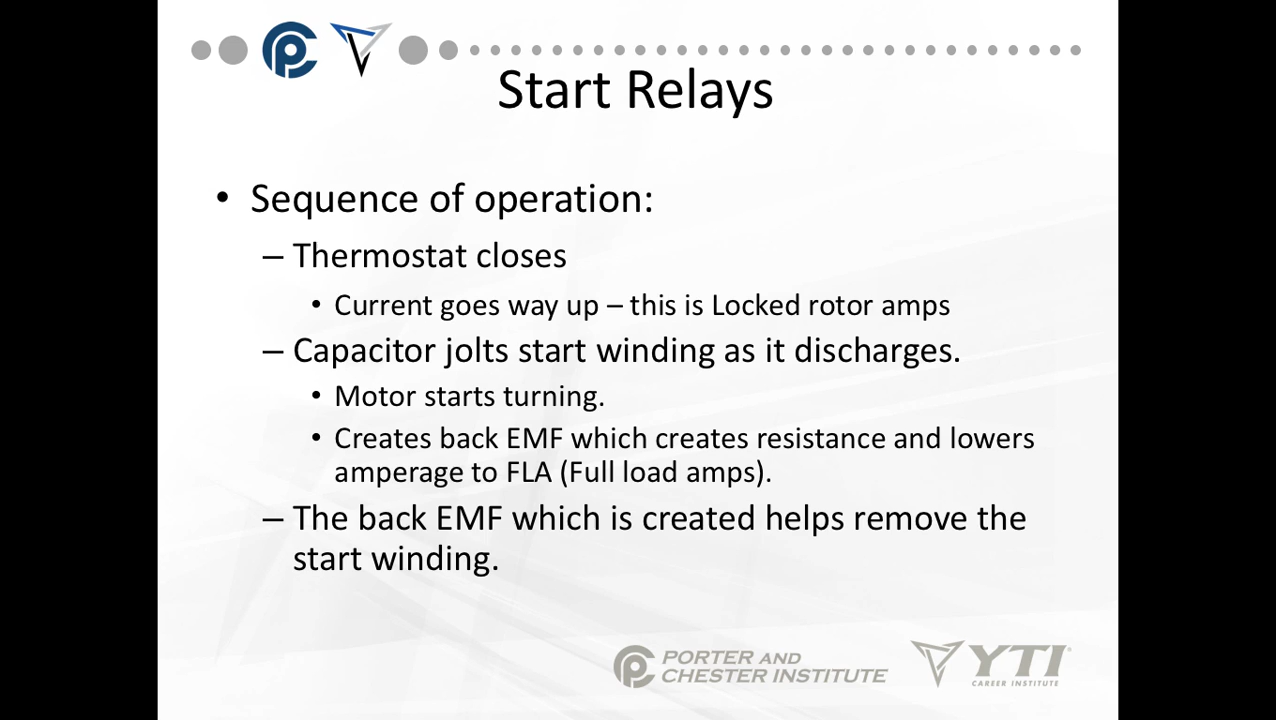 Start Relays
• Sequence of operation:
– Thermostat closes
• Current goes way up – this is Locked rotor amps
– Capacitor jolts start winding as it discharges.
• Motor starts turning.
• Creates back EMF which creates resistance and lowers
amperage to FLA (Full load amps).
– The back EMF which is created helps remove the
start winding.
PORTER AND
CHESTER INSTITUTE
YTI
CAREER INSTITUTE